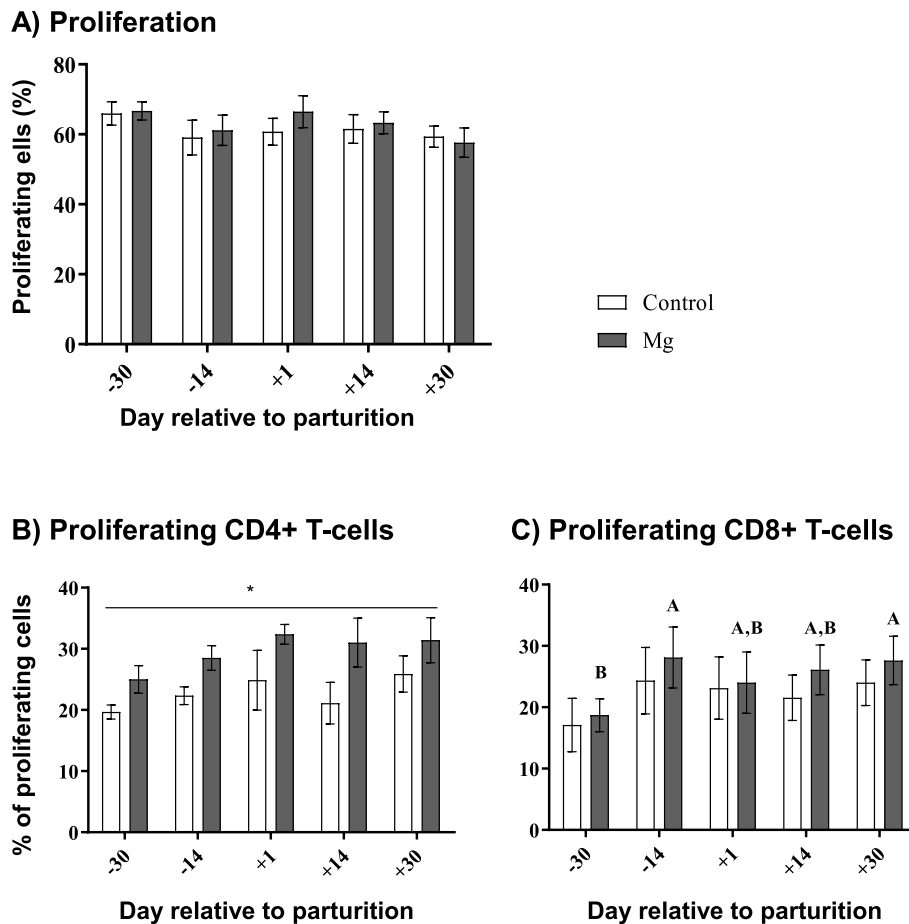 A) Proliferation
Proliferating ells (%)
80
60
40
20
0
-30 -14 +1 +14 +30
Day relative to parturition
Control
Mg
B) Proliferating CD4+ T-cells
% of proliferating cells
40
30
20
10
0
*
-30 -14 +1 +14 +30
Day relative to parturition
C) Proliferating CD8+ T-cells
40
30
20
10
0
B A A,B A,B A
-30 -14 +1 +14 +30
Day relative to parturition